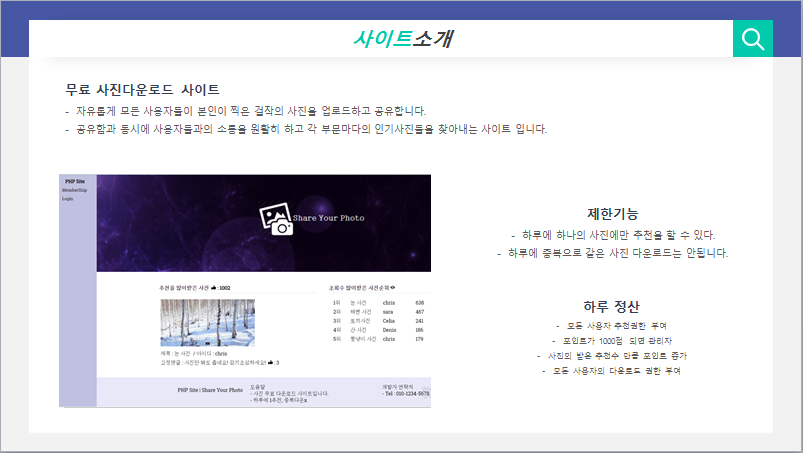 사이트소개
무료 사진다운로드 사이트
- 자유롭게 모든 사용자들이 본인이 찍은 걸작의 사진을 업로드하고 공유합니다.
- 공유함과 동시에 사용자들과의 소통을 원활히 하고 각 부문마다의 인기사진들을 찾아내는 사이트 입니다.
PHP Site
MemberShip
Login
Share Your Photo
추천을 많이받은 사진 : 1002
제목 : 눈 사진 / 아이디 : chris
고정댓글 : 사진만 봐도 춥네요! 감기조심하세요! : 3
조회수 많이받은 사진순위
1위 눈 사진 chris 638
2위 해변 사진 sara 467
3위 토끼사진 Celia 241
4위 산 사진 Denis 186
5위 통낭이 사진 chris 179
PHP Site | Share Your Photo
도움말
- 사진 무료 다운로드 사이트입니다.
- 하루에 1추천, 중복다운x
개발자 연락처
- Tel : 010-1234-5678
제한기능
- 하루에 하나의 사진에만 추천을 할 수 있다.
- 하루에 중복으로 같은 사진 다운로드는 안됩니다.
하루 정산
- 모든 사용자 추천권한 부여
- 포인트가 1000점 되면 관리자
- 사진의 받은 추천수 만큼 포인트 증가
- 모든 사용자의 다운로드 권한 부여